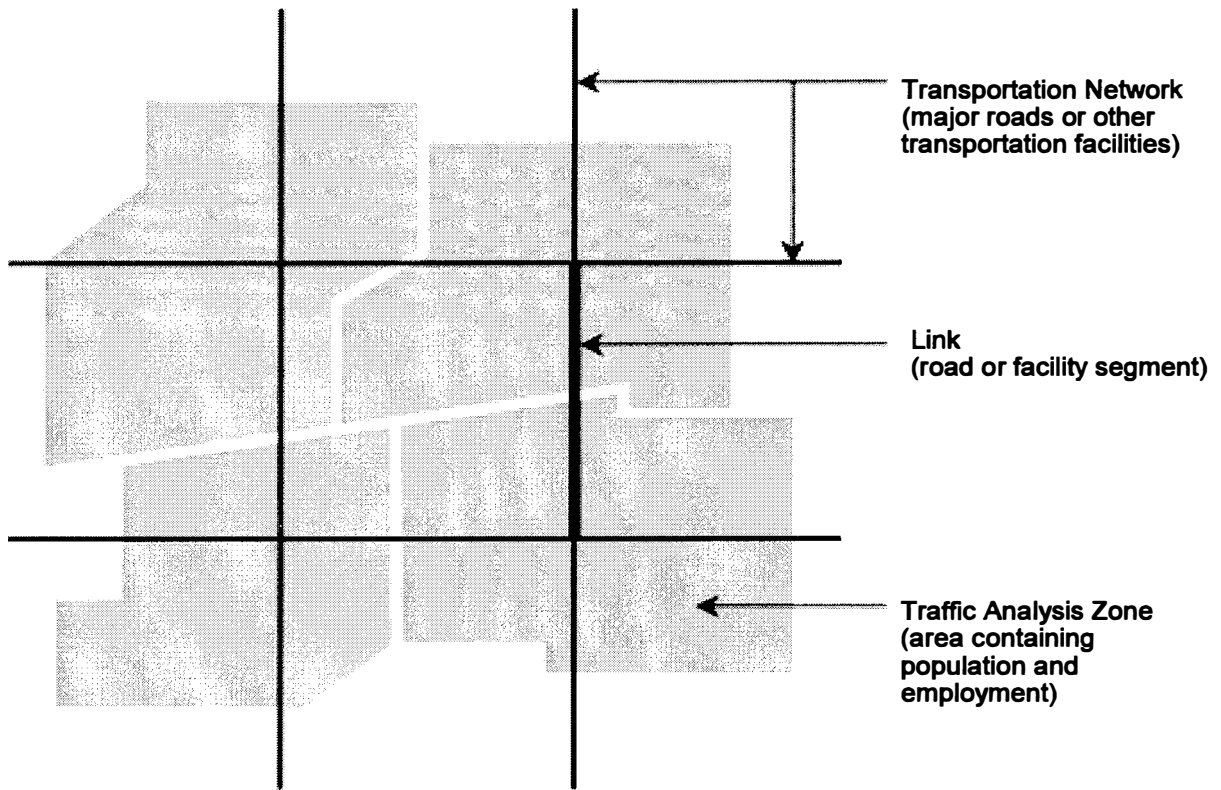 Transportation Network
(major roads or other
transportation facilities)
Link
(road or facility segment)
Traffic Analysis Zone
(area containing
population and
employment)